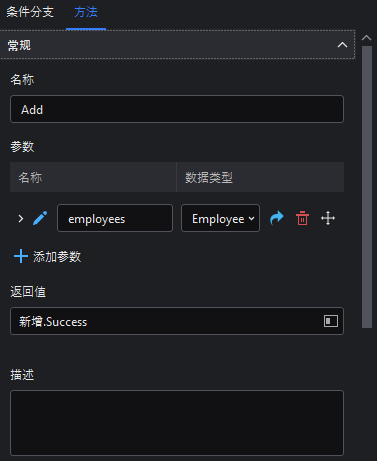 条件分支 方法
常规
名称
Add
参数
名称 数据类型
employees Employee
添加参数
返回值
新增.Success
描述